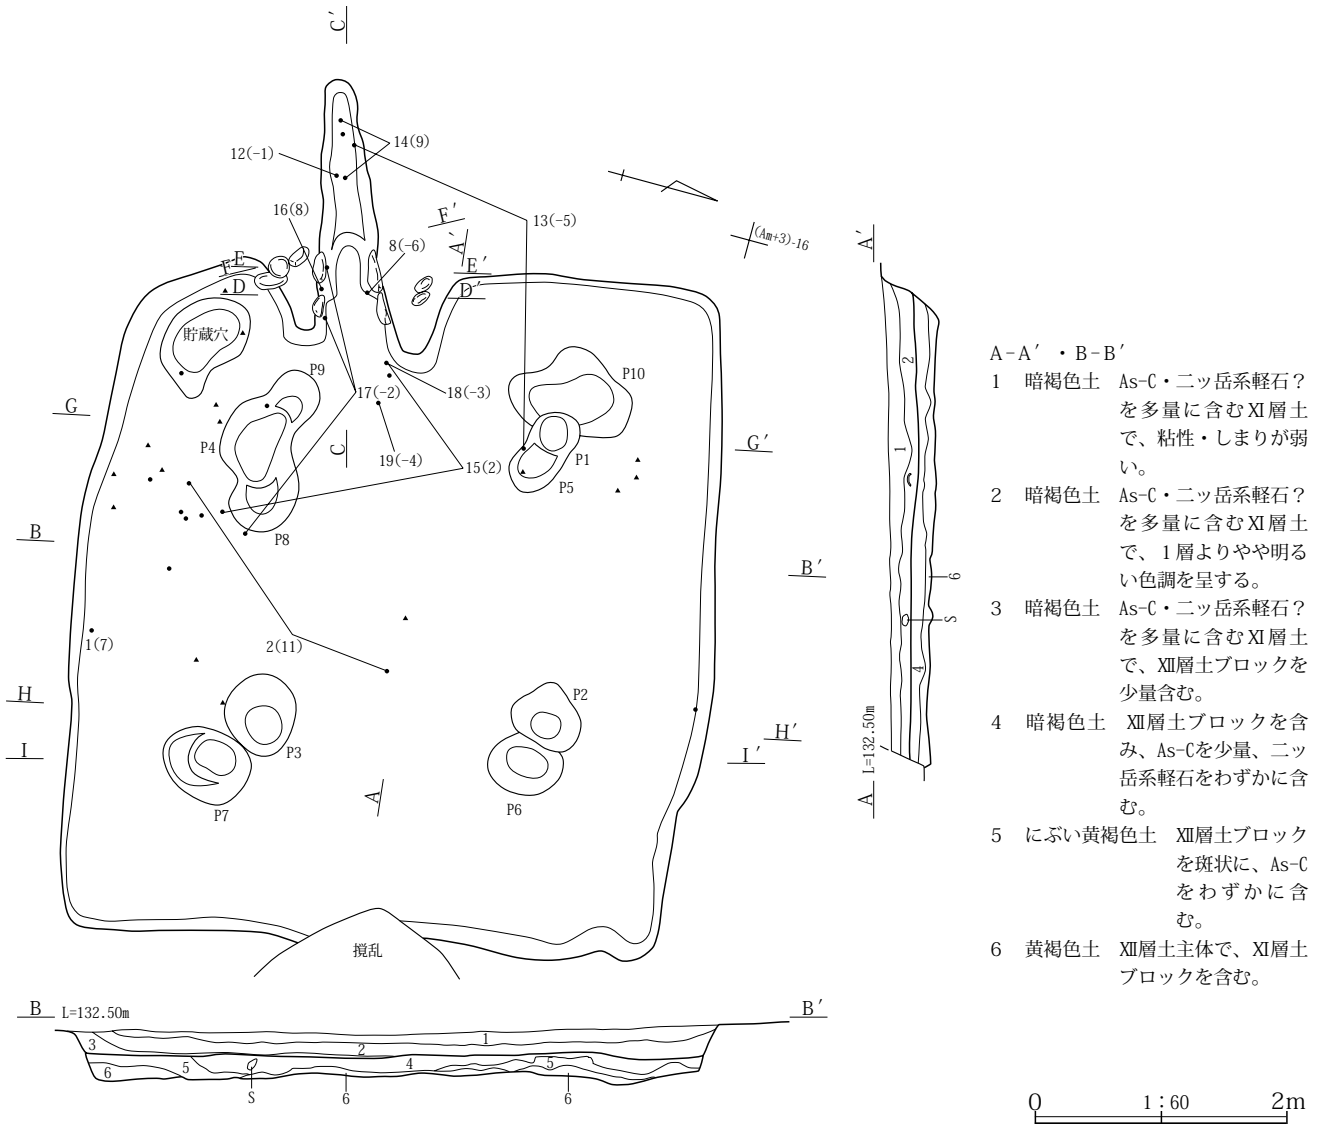 C′
14(9)
12(-1)
16(8)
F′
A′
13(-5)
(Am+3)-16
A′
8(-6)
E
F
E′
D
D′
貯蔵穴
2
A-A′・B-B′
1 暗褐色土 As-C・二ッ岳系軽石?
を多量に含むⅪ層土
で、粘性・しまりが弱
い。
2 暗褐色土 As-C・二ッ岳系軽石?
を多量に含むⅪ層土
で、1層よりやや明る
い色調を呈する。
3 暗褐色土 As-C・二ッ岳系軽石?
を多量に含むⅪ層土
で、Ⅻ層土ブロックを
少量含む。
4 暗褐色土 Ⅻ層土ブロックを含
み、As-Cを少量、二ッ
岳系軽石をわずかに含
む。
5 にぶい黄褐色土 Ⅻ層土ブロック
を斑状に、As-C
をわずかに含
む。
6 黄褐色土 Ⅻ層土主体で、Ⅺ層土
ブロックを含む。
P9
P10
17(-2)
18(-3)
G
G′
P4
C
19(-4)
15(2)
P1
P5
1
B
P8
B′
6
S
1(7)
2(11)
4
H
P2
H′
I
P3
I′
L=132.50m
A
A
P7
P6
撹乱
B L=132.50m
B′
3
1
2
4
5
5
6
S
6
6
0
1:60
2m